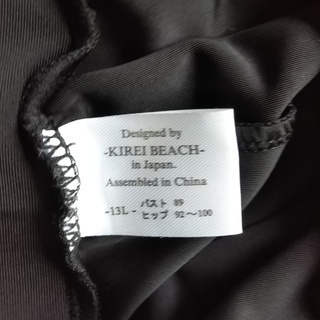 Designed by
-KIREI BEACH-
in Japan.
Assembled in China
-13L- バスト 89
ヒップ 92～100